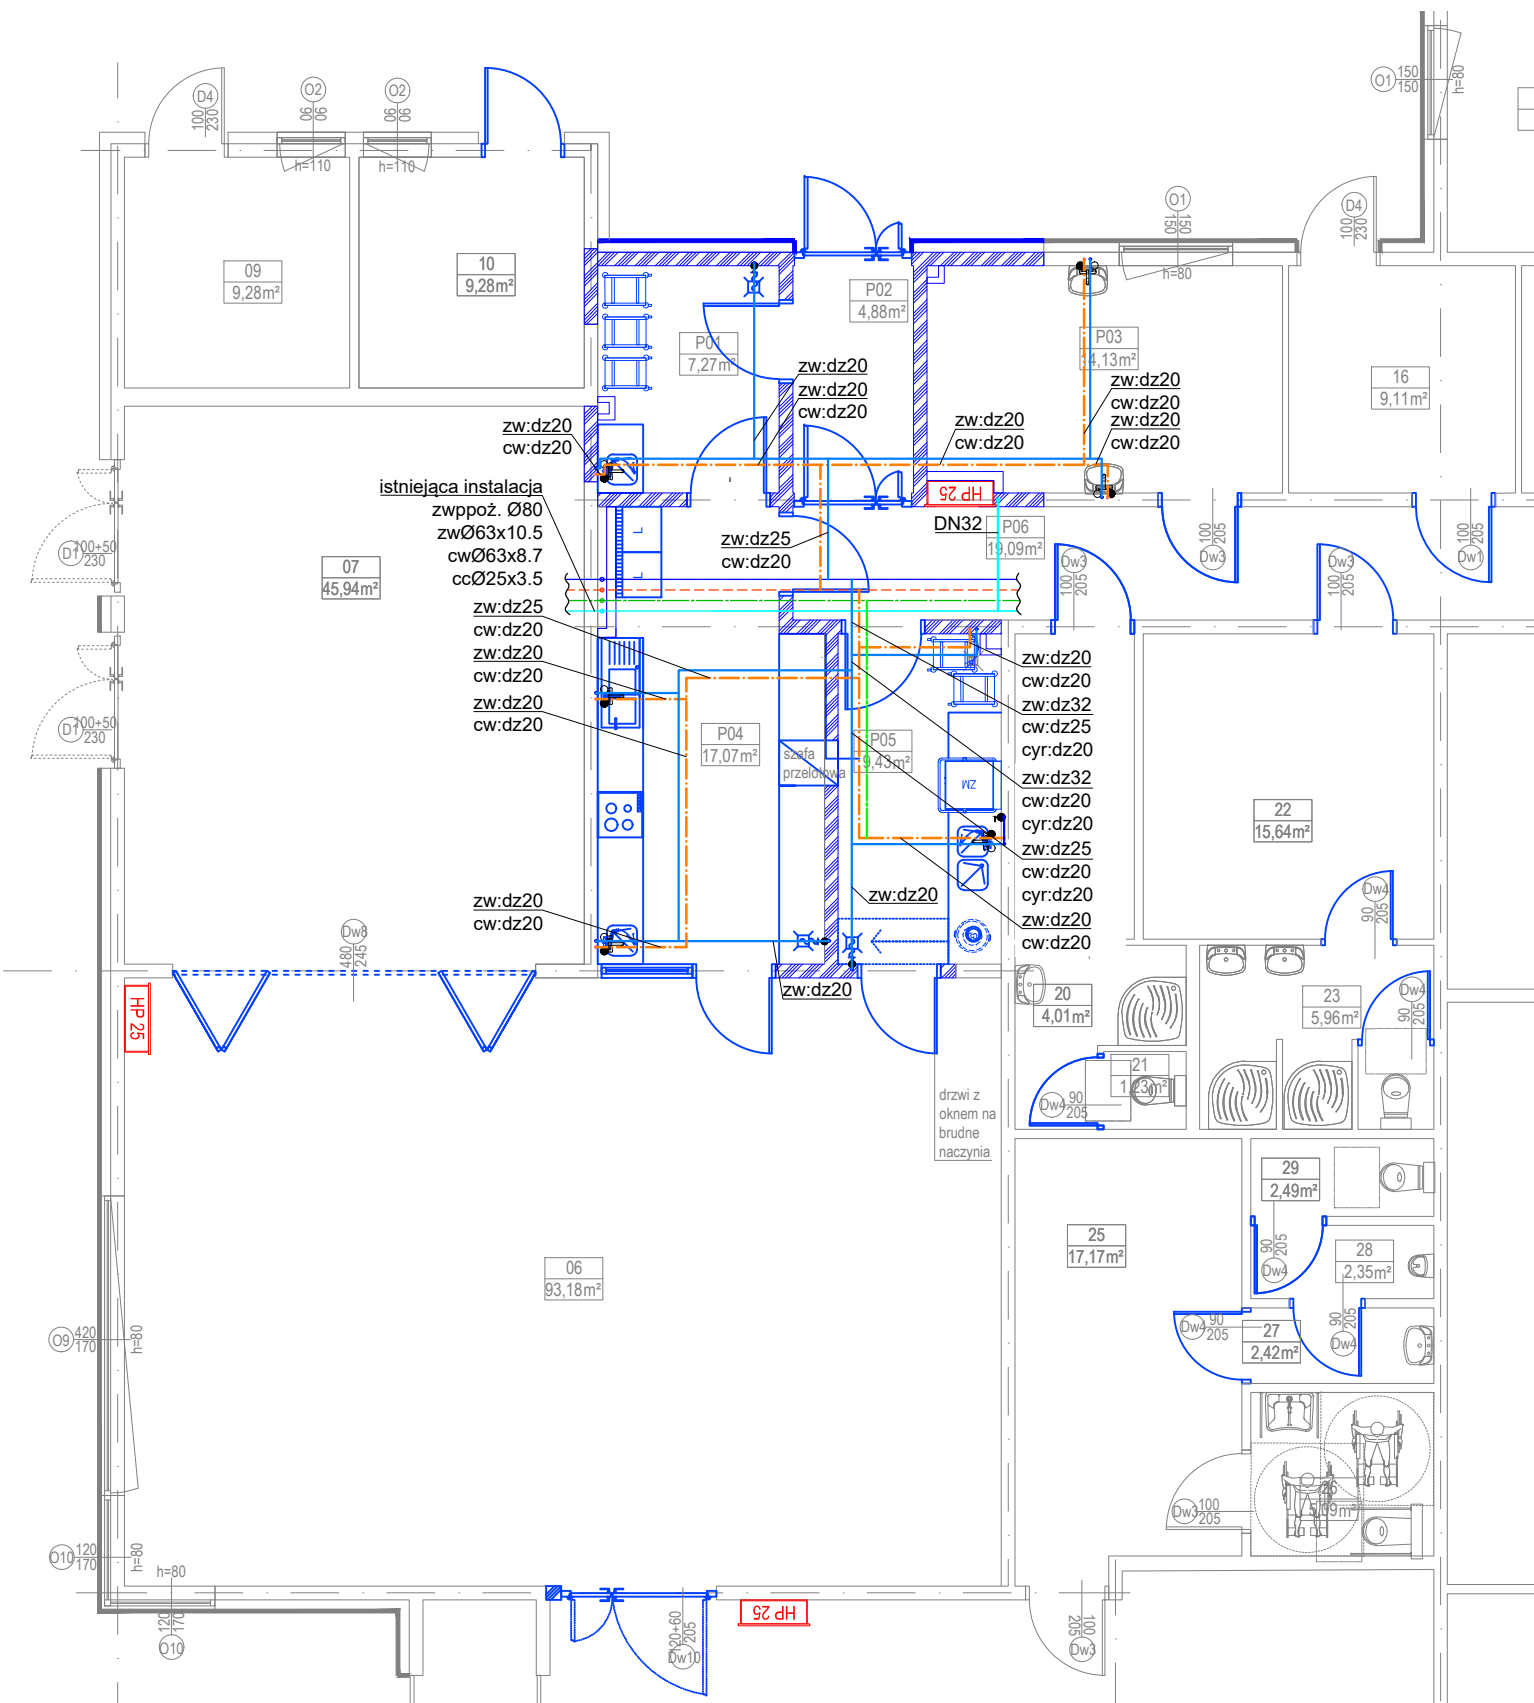 O1 150
150
h=80
D4
100
230
O2
90
90
h=110
O2
90
90
h=110
09
9,28m²
10
9,28m²
P01
7,27m²
P02
4,88m²
P03
O1
150
150
h=80
D4
100
230
16
9,11m²
zw:dz20
zw:dz20
cw:dz20
zw:dz20
cw:dz20
zw:dz20
cw:dz20
zw:dz20
cw:dz20
zw:dz20
cw:dz20
istniejąca instalacja
zwppoż. Ø80
zwØ63x10.5
cwØ63x8.7
ccØ25x3.5
HP 25
DN32
P06
19,09m²
zw:dz25
cw:dz20
L
L
D1 100+50
230
07
45,94m²
Dw3
100
205
Dw3
100
205
Dw3
100
205
Dw1
100
205
zw:dz25
cw:dz20
zw:dz20
cw:dz20
zw:dz20
cw:dz20
D1 100+50
230
P04
17,07m²
szafa
przelotowa
P05
9,43m²
ZM
zw:dz20
cw:dz20
zw:dz32
cw:dz25
cyr:dz20
zw:dz32
cw:dz20
cyr:dz20
zw:dz25
cw:dz20
cyr:dz20
zw:dz20
cw:dz20
22
15,64m²
zw:dz20
cw:dz20
zw:dz20
zw:dz20
Dw8
480
245
Dw4
90
205
HP 25
20
4,01m²
23
5,96m²
Dw4
90
205
21
1,23m²
Dw4 90
205
drzwi z
oknem na
brudne
naczynia
29
2,49m²
25
17,17m²
28
2,35m²
Dw4
90
205
06
93,18m²
27
2,42m²
Dw4 90
205
Dw4
90
205
O9 420
170
h=80
26
5,09m²
Dw3 100
205
O10 120
170
h=80
h=80
120
170
O10
120+60
205
Dw10
HP 25
100
205
Dw3